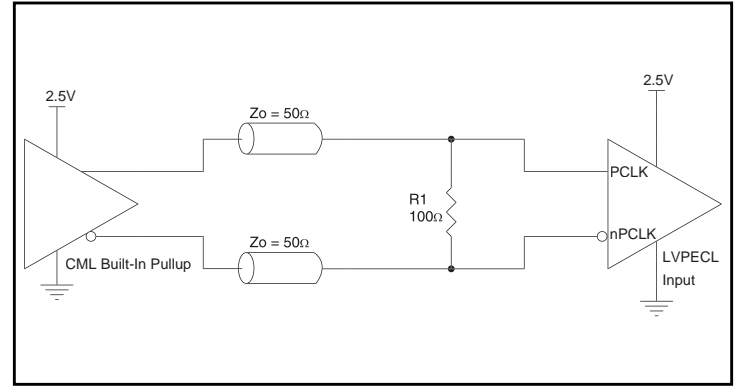 2.5V
2.5V
Zo = 50Ω
PCLK
R1
100Ω
nPCLK
Zo = 50Ω
CML Built-In Pullup
LVPECL
Input